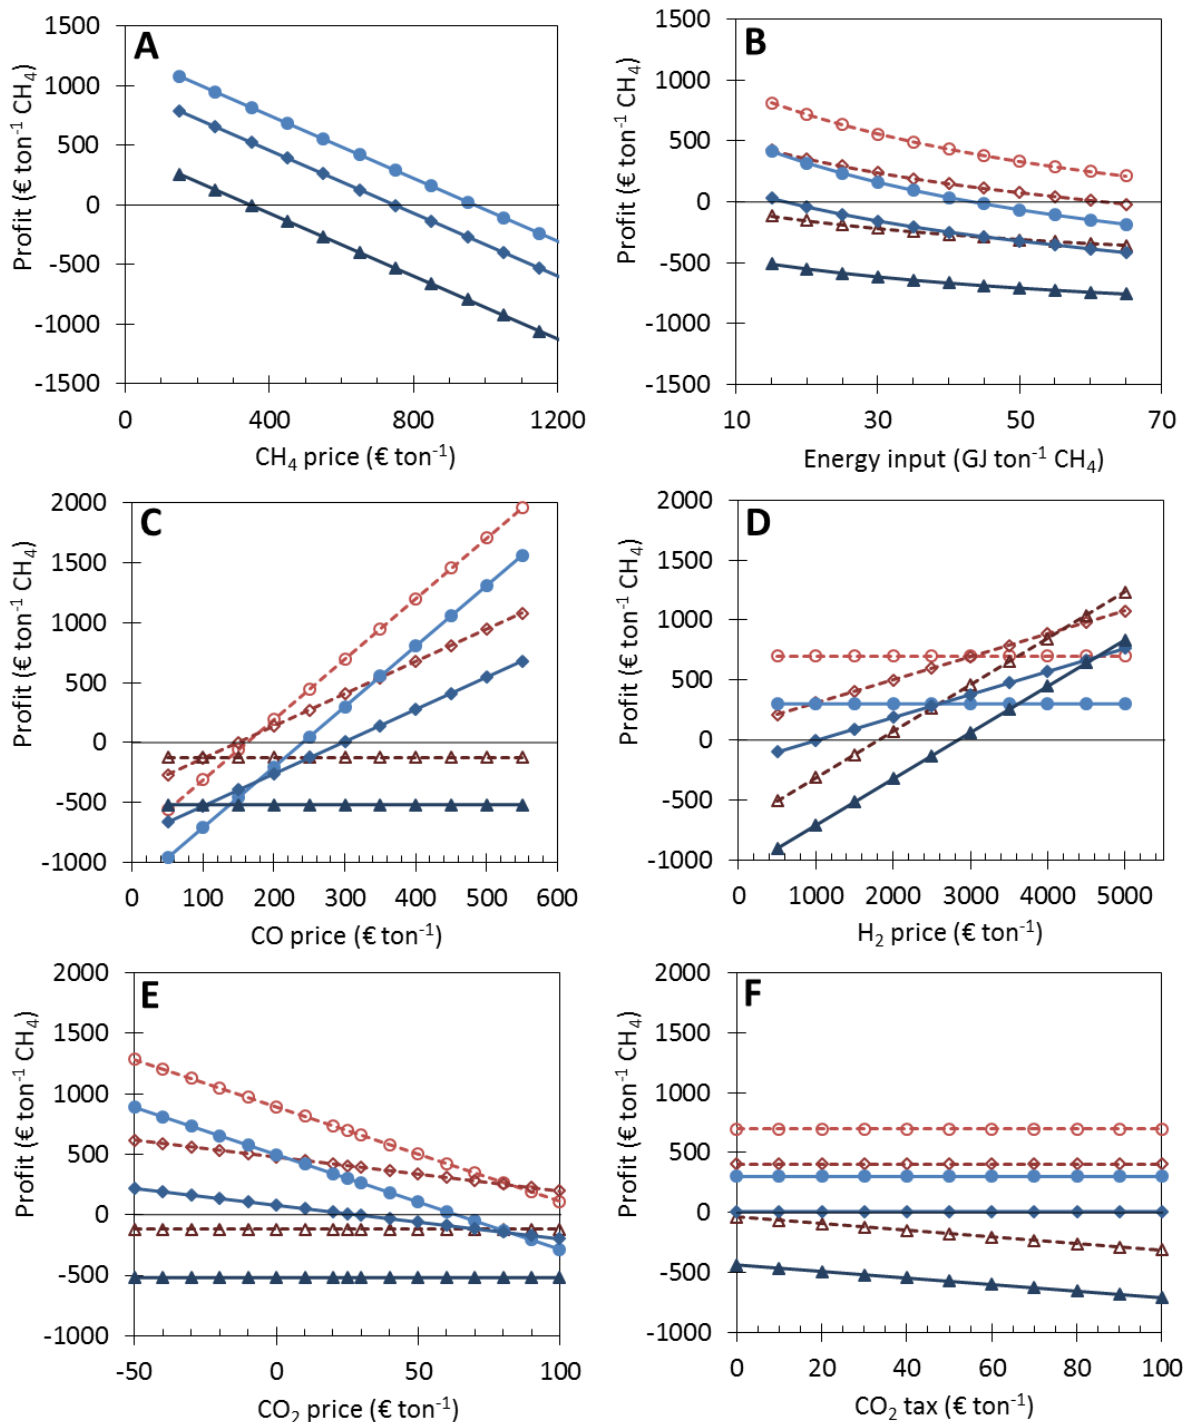 A
1500
1000
500
0
-500
-1000
-1500
0 400 800 1200
Profit (€ ton⁻¹ CH₄)
CH₄ price (€ ton⁻¹)
B
1500
1000
500
0
-500
-1000
-1500
10 30 50 70
Profit (€ ton⁻¹ CH₄)
Energy input (GJ ton⁻¹ CH₄)
C
2000
1500
1000
500
0
-500
-1000
0 100 200 300 400 500 600
Profit (€ ton⁻¹ CH₄)
CO price (€ ton⁻¹)
D
2000
1500
1000
500
0
-500
-1000
0 1000 2000 3000 4000 5000
Profit (€ ton⁻¹ CH₄)
H₂ price (€ ton⁻¹)
E
2000
1500
1000
500
0
-500
-1000
-50 0 50 100
Profit (€ ton⁻¹ CH₄)
CO₂ price (€ ton⁻¹)
F
2000
1500
1000
500
0
-500
-1000
0 20 40 60 80 100
Profit (€ ton⁻¹ CH₄)
CO₂ tax (€ ton⁻¹)